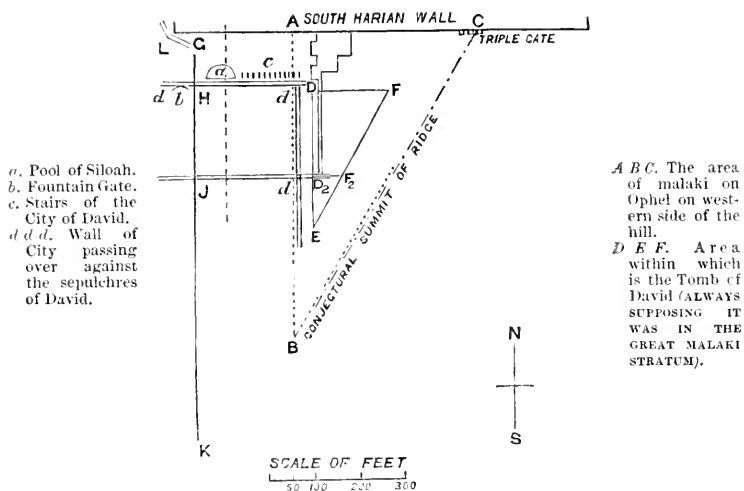 A SOUTH HARIAN WALL C
TRIPLE GATE
L G
a c
d b H d D F
J d D2 F2
E
CONJECTURAL SUMMIT OF RIDGE
B
K
N
S
SCALE OF FEET
50 100 200 300
a. Pool of Siloah.
b. Fountain Gate.
c. Stairs of the
City of David.
d d d. Wall of
City passing
over against
the sepulchres
of David.
A B C. The area
of malaki on
Ophel on west-
ern side of the
hill.
D E F. Area
within which
is the Tomb of
David (ALWAYS
SUPPOSING IT
WAS IN THE
GREAT MALAKI
STRATUM).